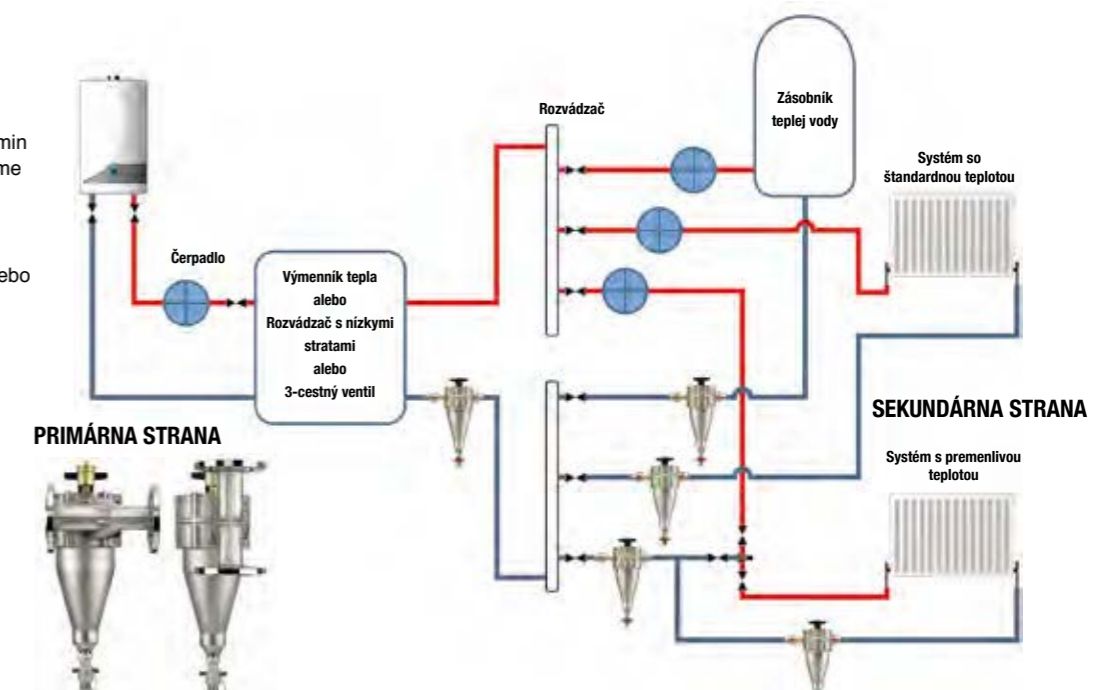 min
me
ebo
Rozvádzač
Zásobník
teplej vody
Systém so
štandardnou teplotou
Čerpadlo
Výmenník tepla
alebo
Rozvádzač s nízkymi
stratami
alebo
3-cestný ventil
PRIMÁRNA STRANA
SEKUNDÁRNA STRANA
Systém s premenlivou
teplotou